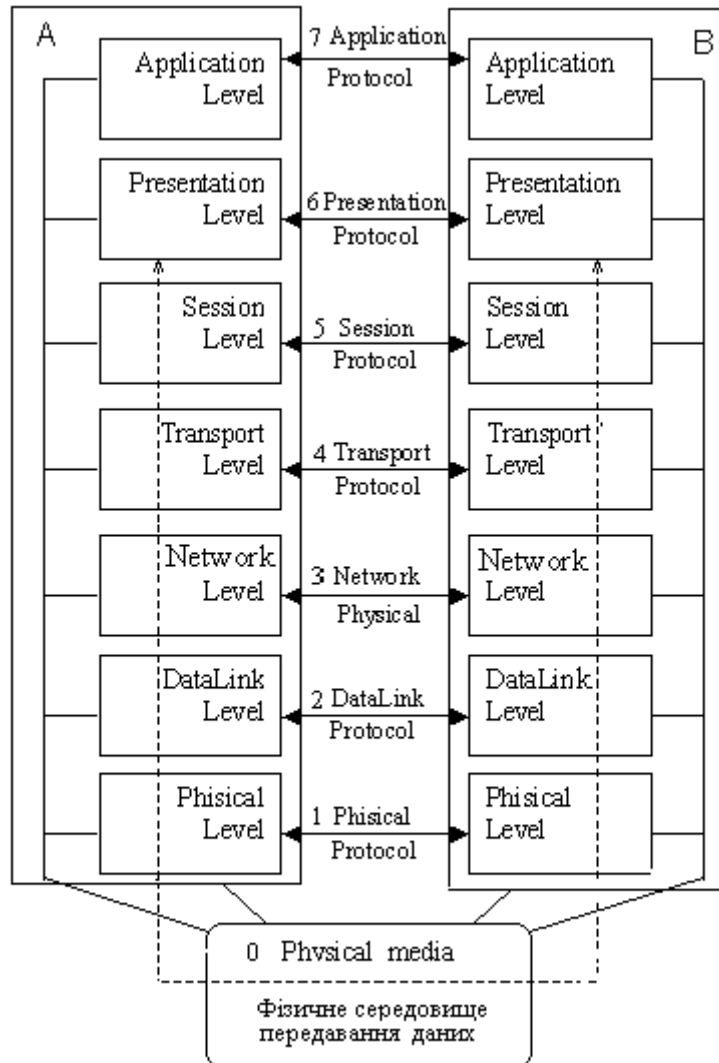 A
B
7 Application
Protocol
Application
Level
Application
Level
6 Presentation
Protocol
Presentation
Level
Presentation
Level
5 Session
Protocol
Session
Level
Session
Level
4 Transport
Protocol
Transport
Level
Transport
Level
3 Network
Physical
Network
Level
Network
Level
2 DataLink
Protocol
DataLink
Level
DataLink
Level
1 Phisical
Protocol
Phisical
Level
Phisical
Level
0 Physical media
Фізичне середовище
передавання даних